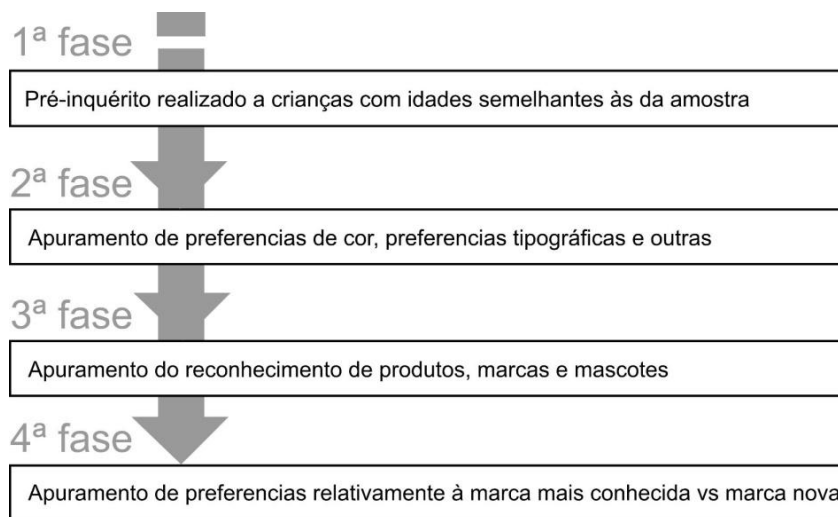 1ª fase
Pré-inquérito realizado a crianças com idades semelhantes às da amostra
2ª fase
Apuramento de preferencias de cor, preferencias tipográficas e outras
3ª fase
Apuramento do reconhecimento de produtos, marcas e mascotes
4ª fase
Apuramento de preferencias relativamente à marca mais conhecida vs marca nova